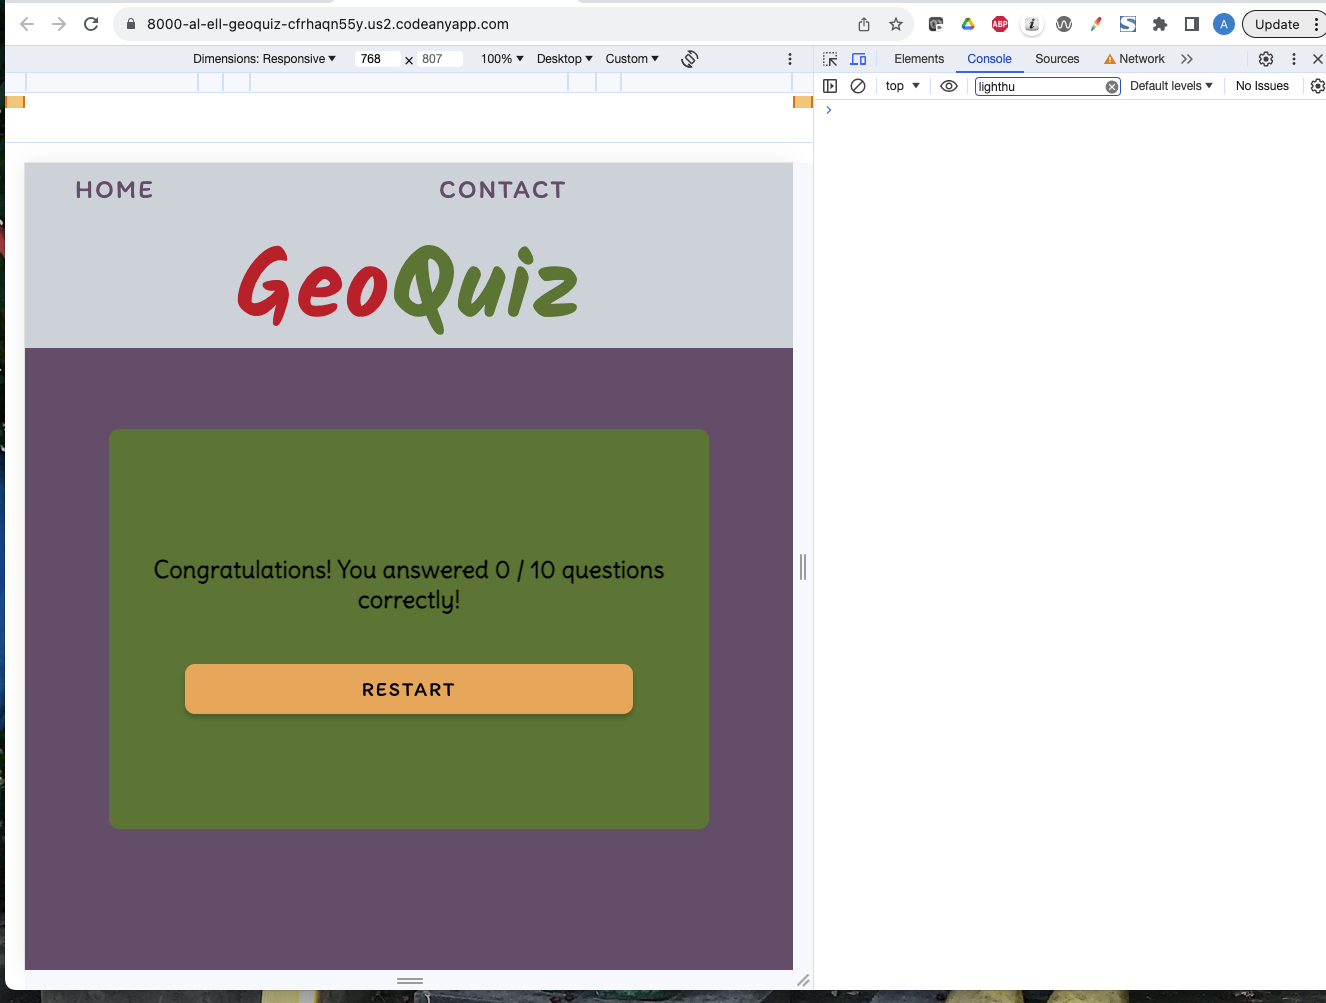 8000-al-ell-geoquiz-cfrhaqn55y.us2.codeanyapp.com
ABP
A
Update
Dimensions: Responsive
768 x 807
100%
Desktop
Custom
Elements
Console
Sources
Network
top
lighthu
Default levels
No Issues
HOME
CONTACT
GeoQuiz
Congratulations! You answered 0 / 10 questions
correctly!
RESTART